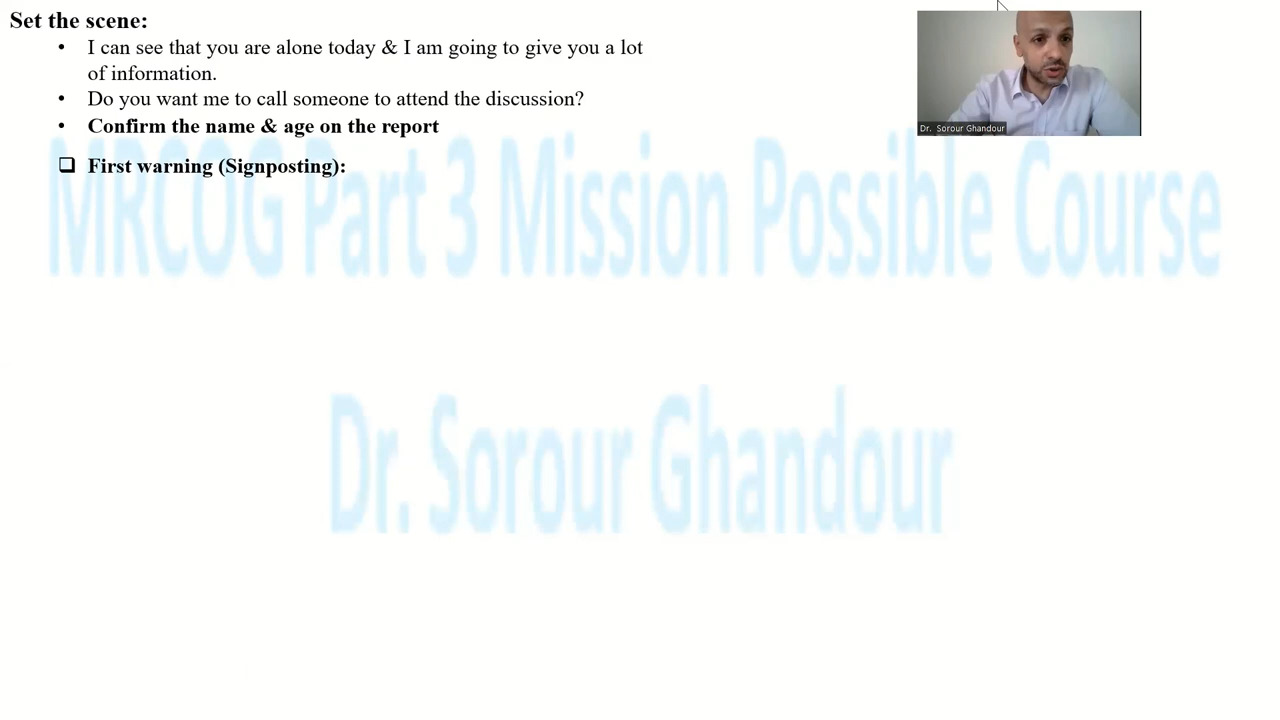 Set the scene:
• I can see that you are alone today & I am going to give you a lot
of information.
• Do you want me to call someone to attend the discussion?
• Confirm the name & age on the report
❑ First warning (Signposting):
Dr. Sorour Ghandour
MRCOG Part 3 Mission Possible Course
Dr. Sorour Ghandour